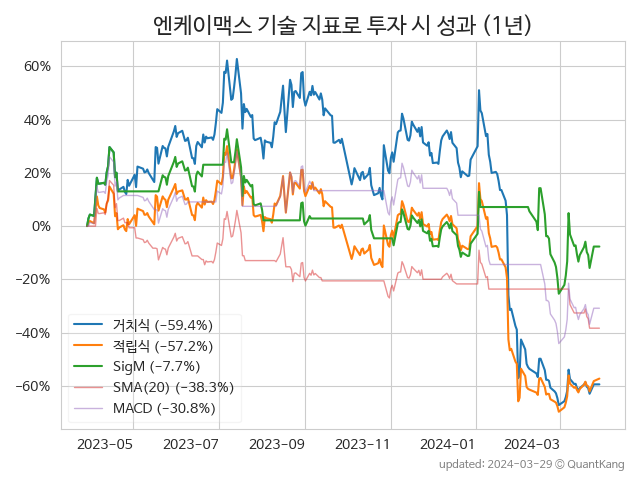 엔케이맥스 기술 지표로 투자 시 성과 (1년)
60%
40%
20%
0%
−20%
−40%
−60%
거치식 (−59.4%)
적립식 (−57.2%)
SigM (−7.7%)
SMA(20) (−38.3%)
MACD (−30.8%)
2023-05 2023-07 2023-09 2023-11 2024-01 2024-03
updated: 2024-03-29 © QuantKang